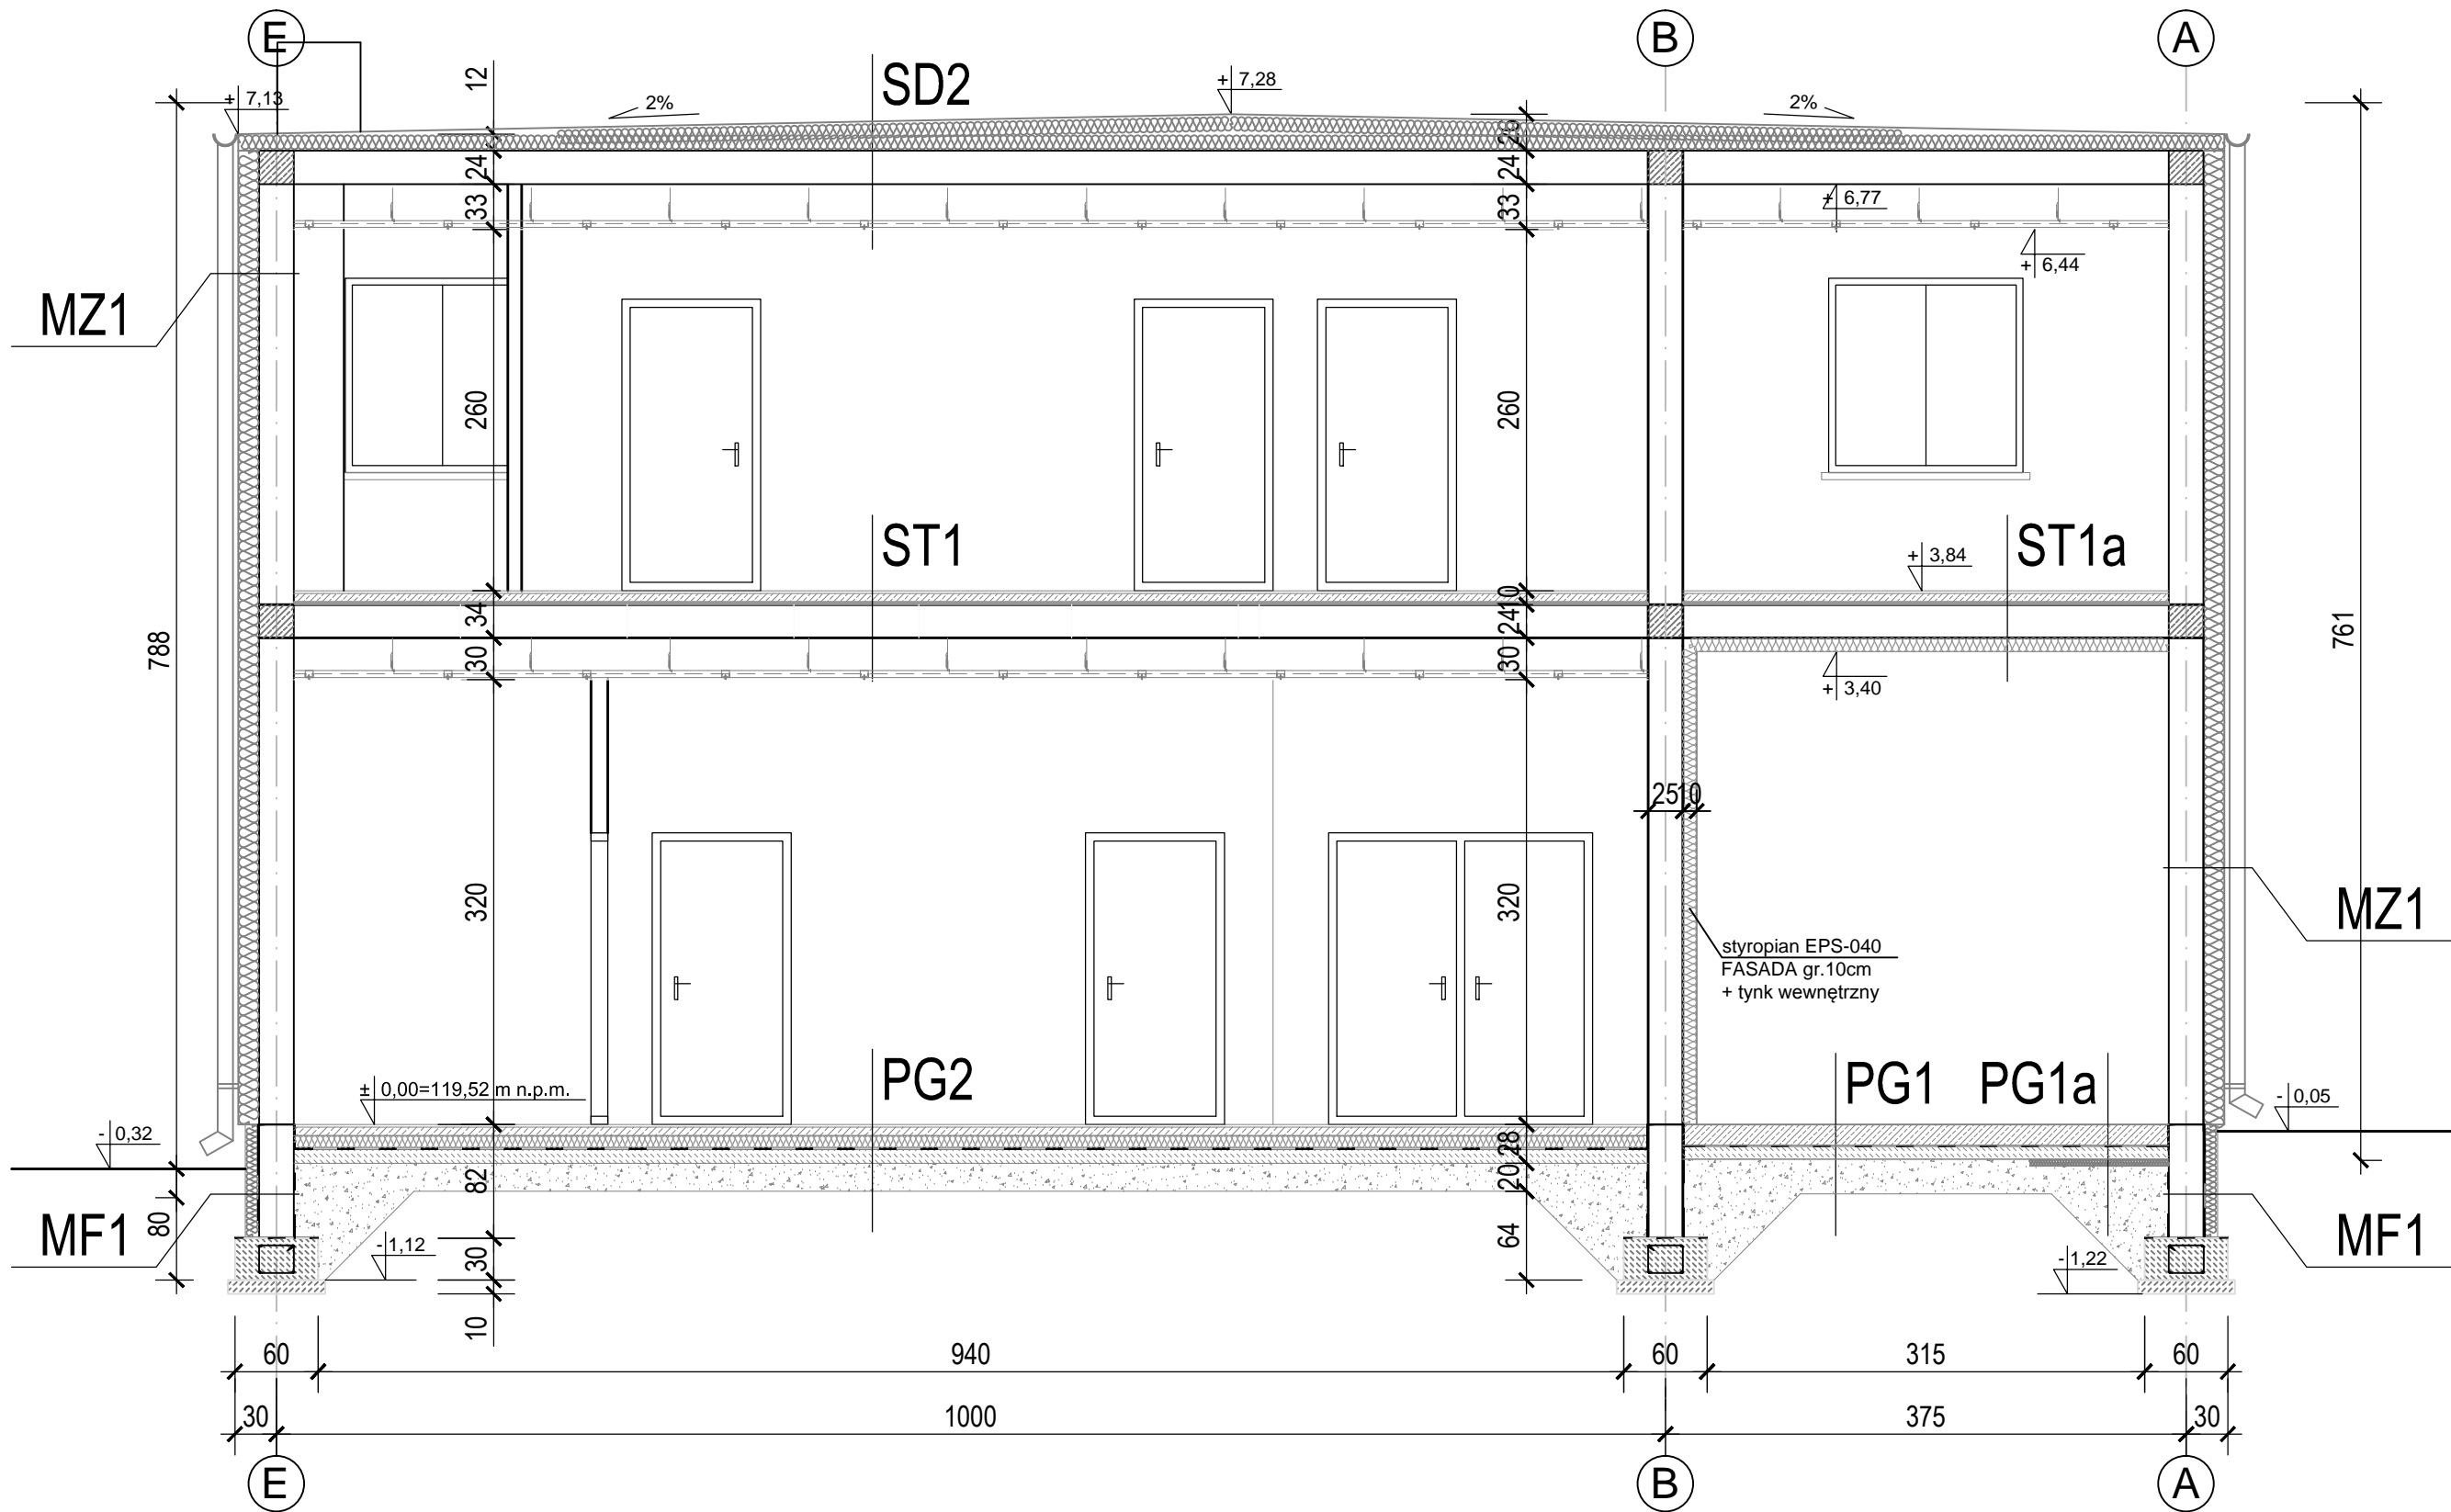 E
B
A
12
SD2
+ 7,28
+ 7,13
2%
2%
24
24
33
33
+ 6,77
+ 6,44
MZ1
260
260
ST1
+ 3,84
ST1a
34
10
24
788
761
30
30
+ 3,40
25
10
320
320
MZ1
styropian EPS-040
FASADA gr.10cm
+ tynk wewnętrzny
± 0,00=119,52 m n.p.m.
PG2
PG1
PG1a
- 0,32
- 0,05
28
82
20
80
MF1
- 1,12
30
64
- 1,22
MF1
10
60
940
60
315
60
30
1000
375
30
E
B
A